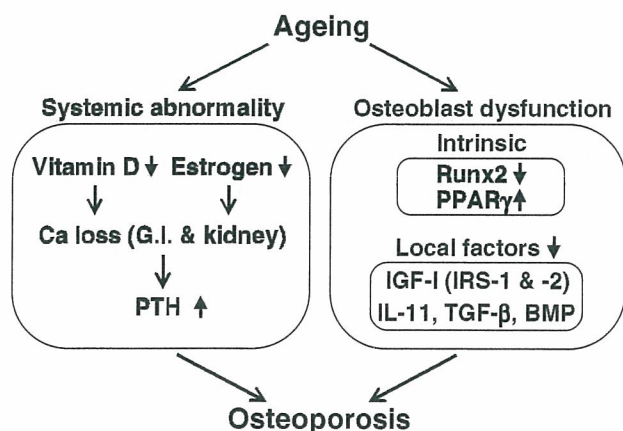 Ageing
Systemic abnormality
Vitamin D ↓ Estrogen ↓
Ca loss (G.I. & kidney)
PTH ↑
Osteoblast dysfunction
Intrinsic
Runx2 ↓
PPARγ ↑
Local factors ↓
IGF-I (IRS-1 & -2)
IL-11, TGF-β, BMP
Osteoporosis